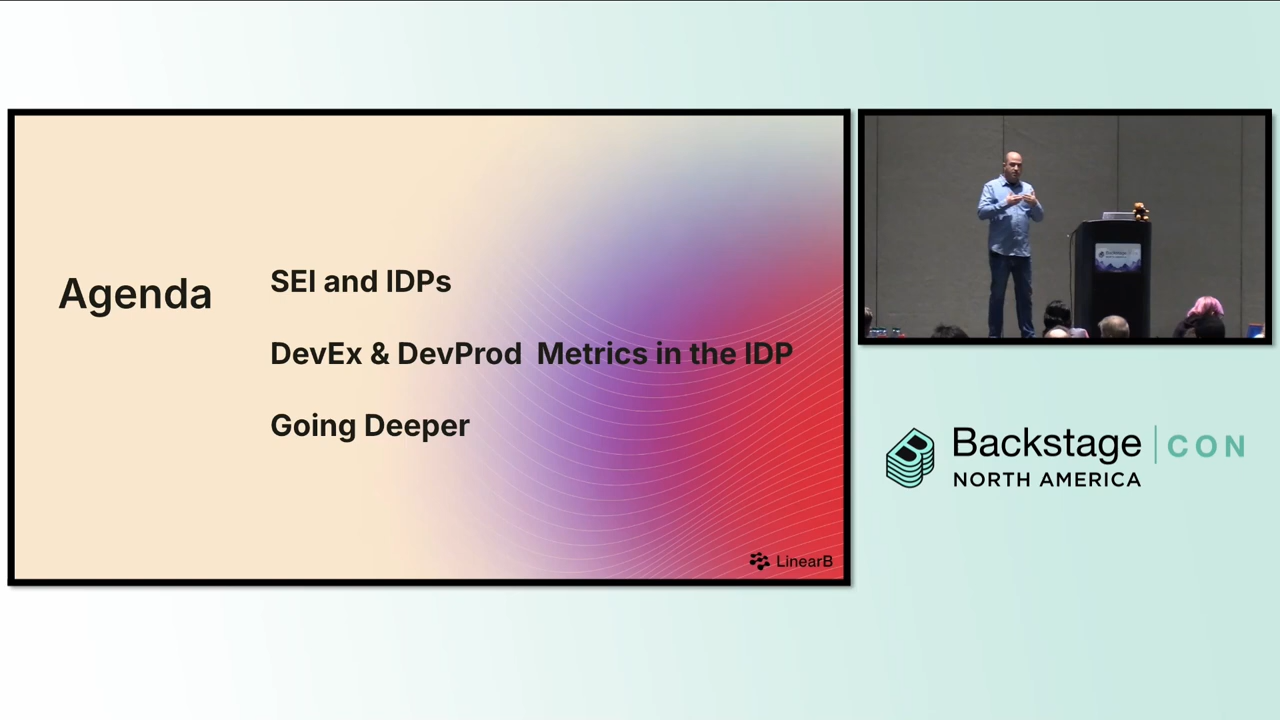 Agenda
SEI and IDPs
DevEx & DevProd Metrics in the IDP
Going Deeper
LinearB
Backstage CON
NORTH AMERICA